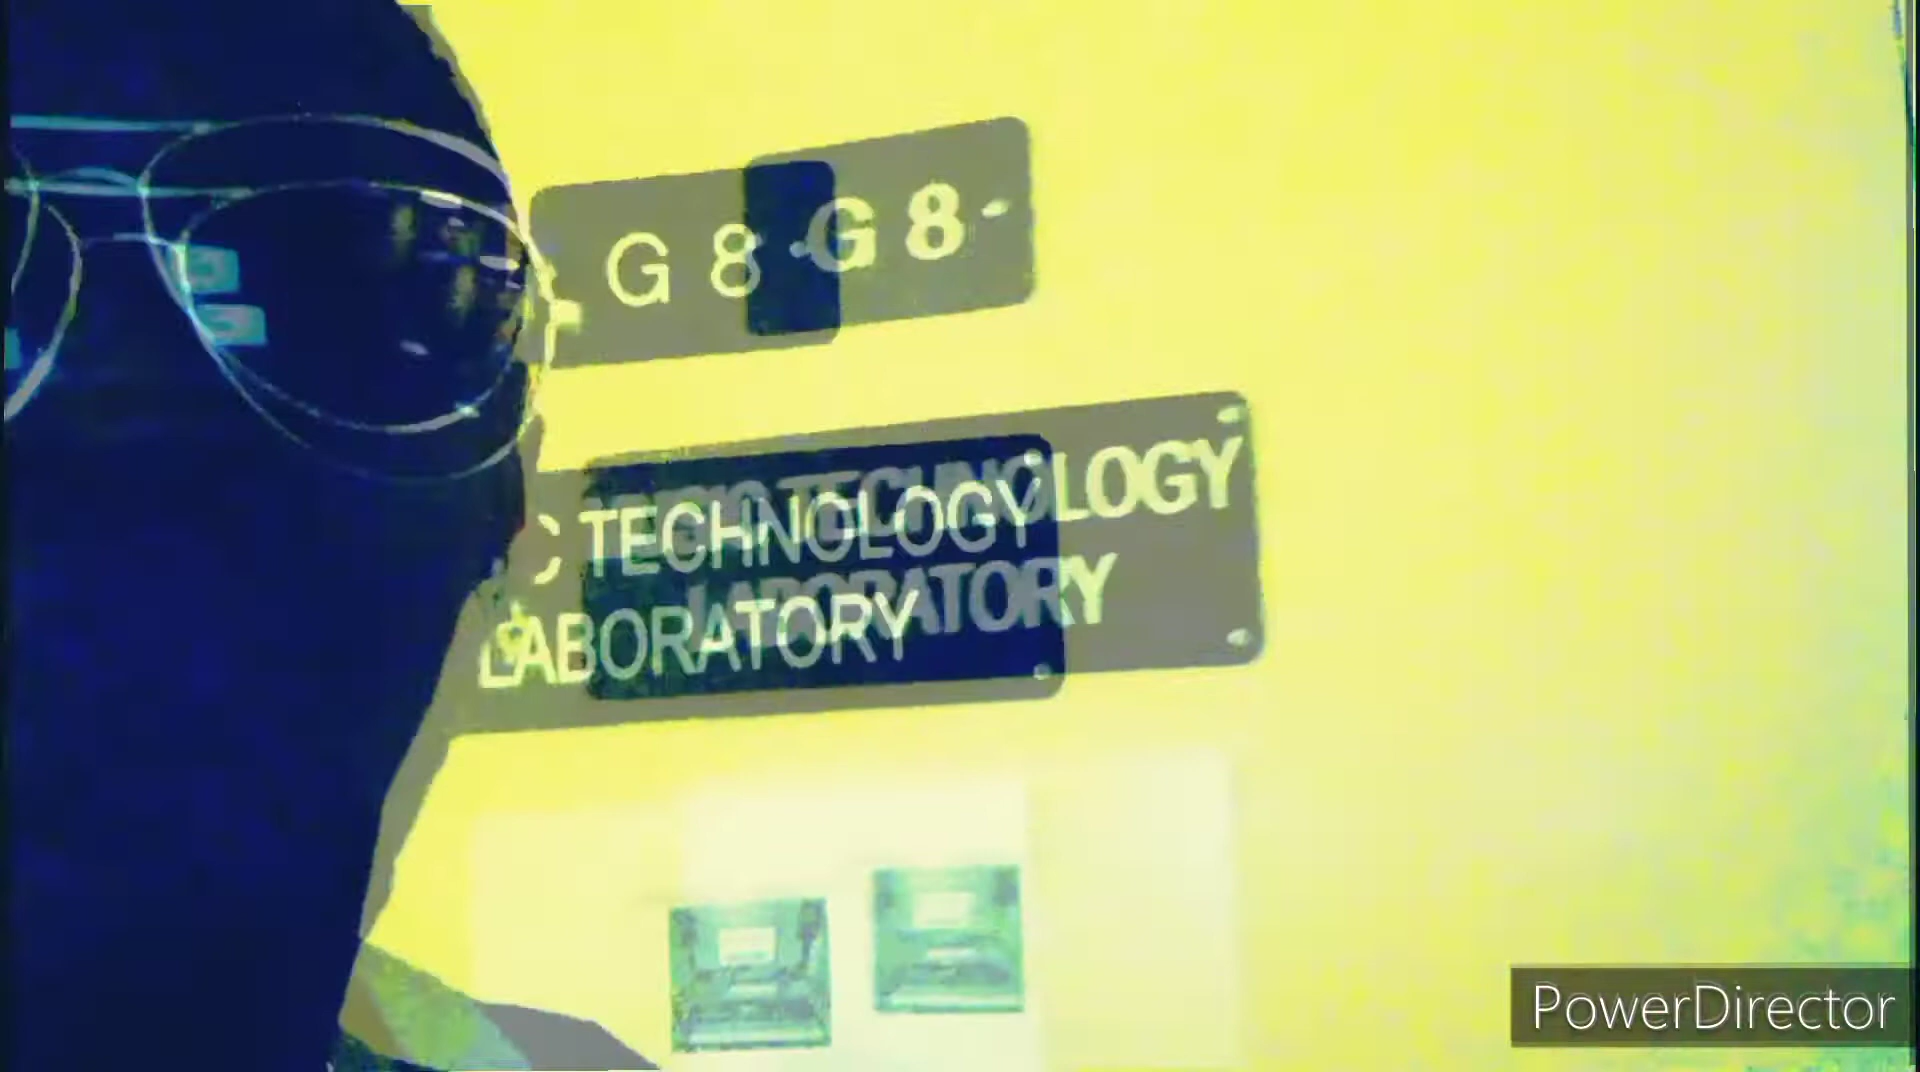 G 8 -
G 8 -
C TECHNOLOGY
LABORATORY
TECHNOLOGY
LABORATORY
PowerDirector